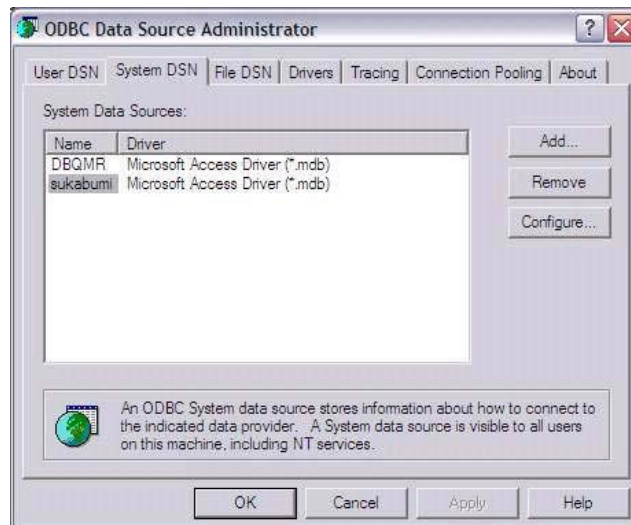 ODBC Data Source Administrator
User DSN System DSN File DSN Drivers Tracing Connection Pooling About
System Data Sources:
Name Driver
DBQMR Microsoft Access Driver (*.mdb)
sukabumi Microsoft Access Driver (*.mdb)
Add...
Remove
Configure...
An ODBC System data source stores information about how to connect to
the indicated data provider. A System data source is visible to all users
on this machine, including NT services.
OK Cancel Apply Help